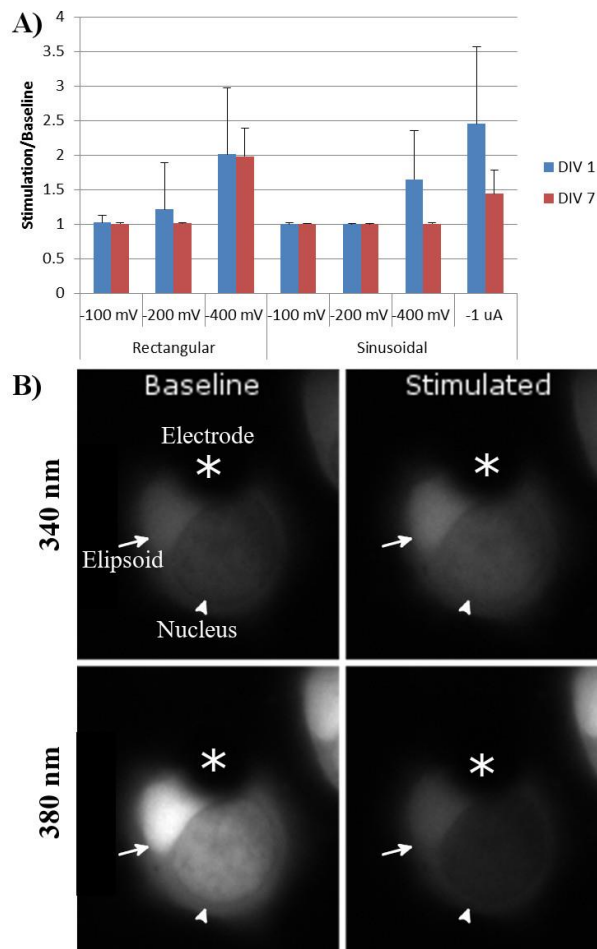 A)
4
3.5
3
2.5
2
1.5
1
0.5
0
Stimulation/Baseline
-100 mV -200 mV -400 mV -100 mV -200 mV -400 mV -1 uA
Rectangular Sinusoidal
DIV 1
DIV 7
B)
Baseline Stimulated
340 nm
Electrode
*
*
Elipsoid
Nucleus
380 nm
*
*